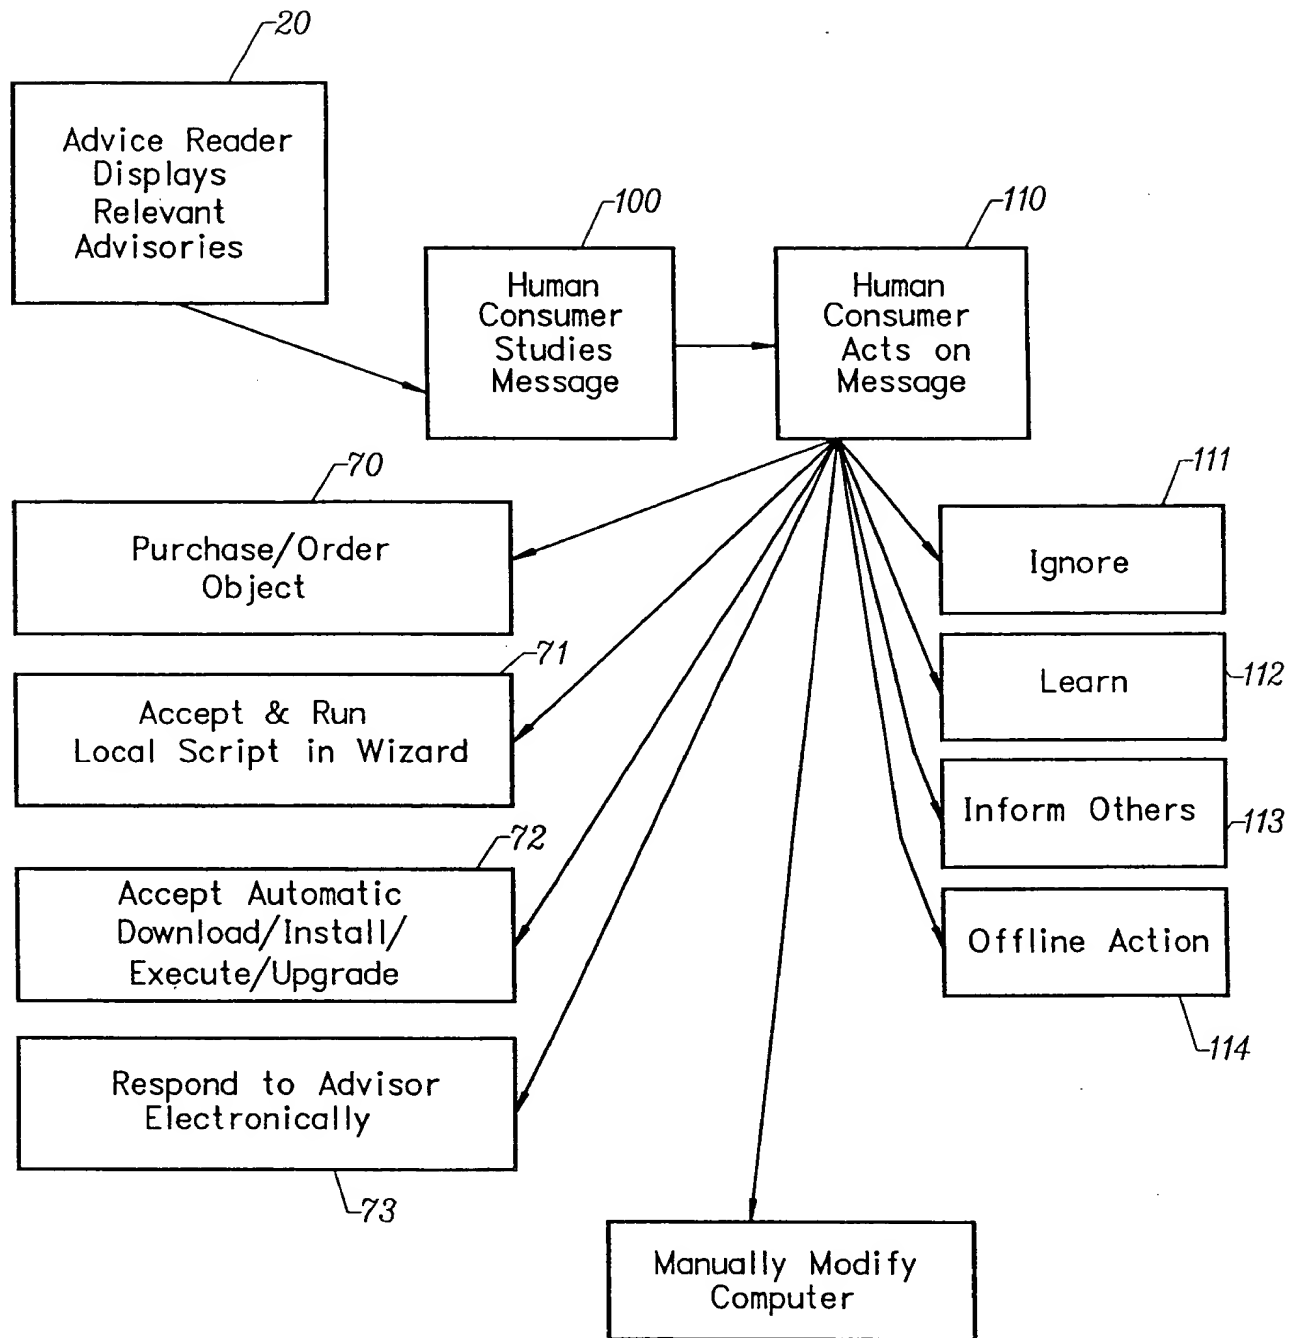 20
Advice Reader
Displays
Relevant
Advisories
100
Human
Consumer
Studies
Message
110
Human
Consumer
Acts on
Message
70
Purchase/Order
Object
71
Accept & Run
Local Script in Wizard
72
Accept Automatic
Download/Install/
Execute/Upgrade
Respond to Advisor
Electronically
73
111
Ignore
Learn
112
Inform Others
113
Offline Action
114
Manually Modify
Computer